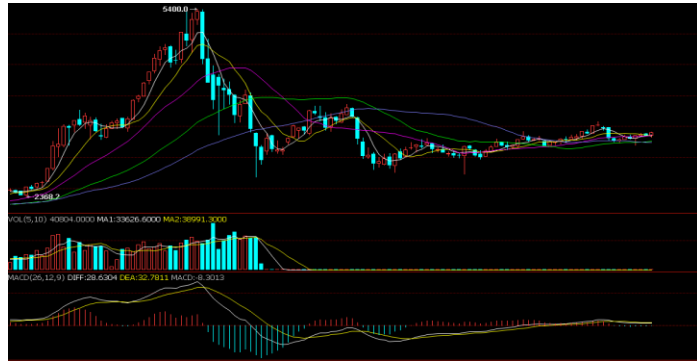 5400.0
2368.2
VOL(5,10) 40804.0000 MA1:33626.6000 MA2:38991.3000
MACD(26,12,9) DIFF:28.6304 DEA:32.7811 MACD:-8.3013